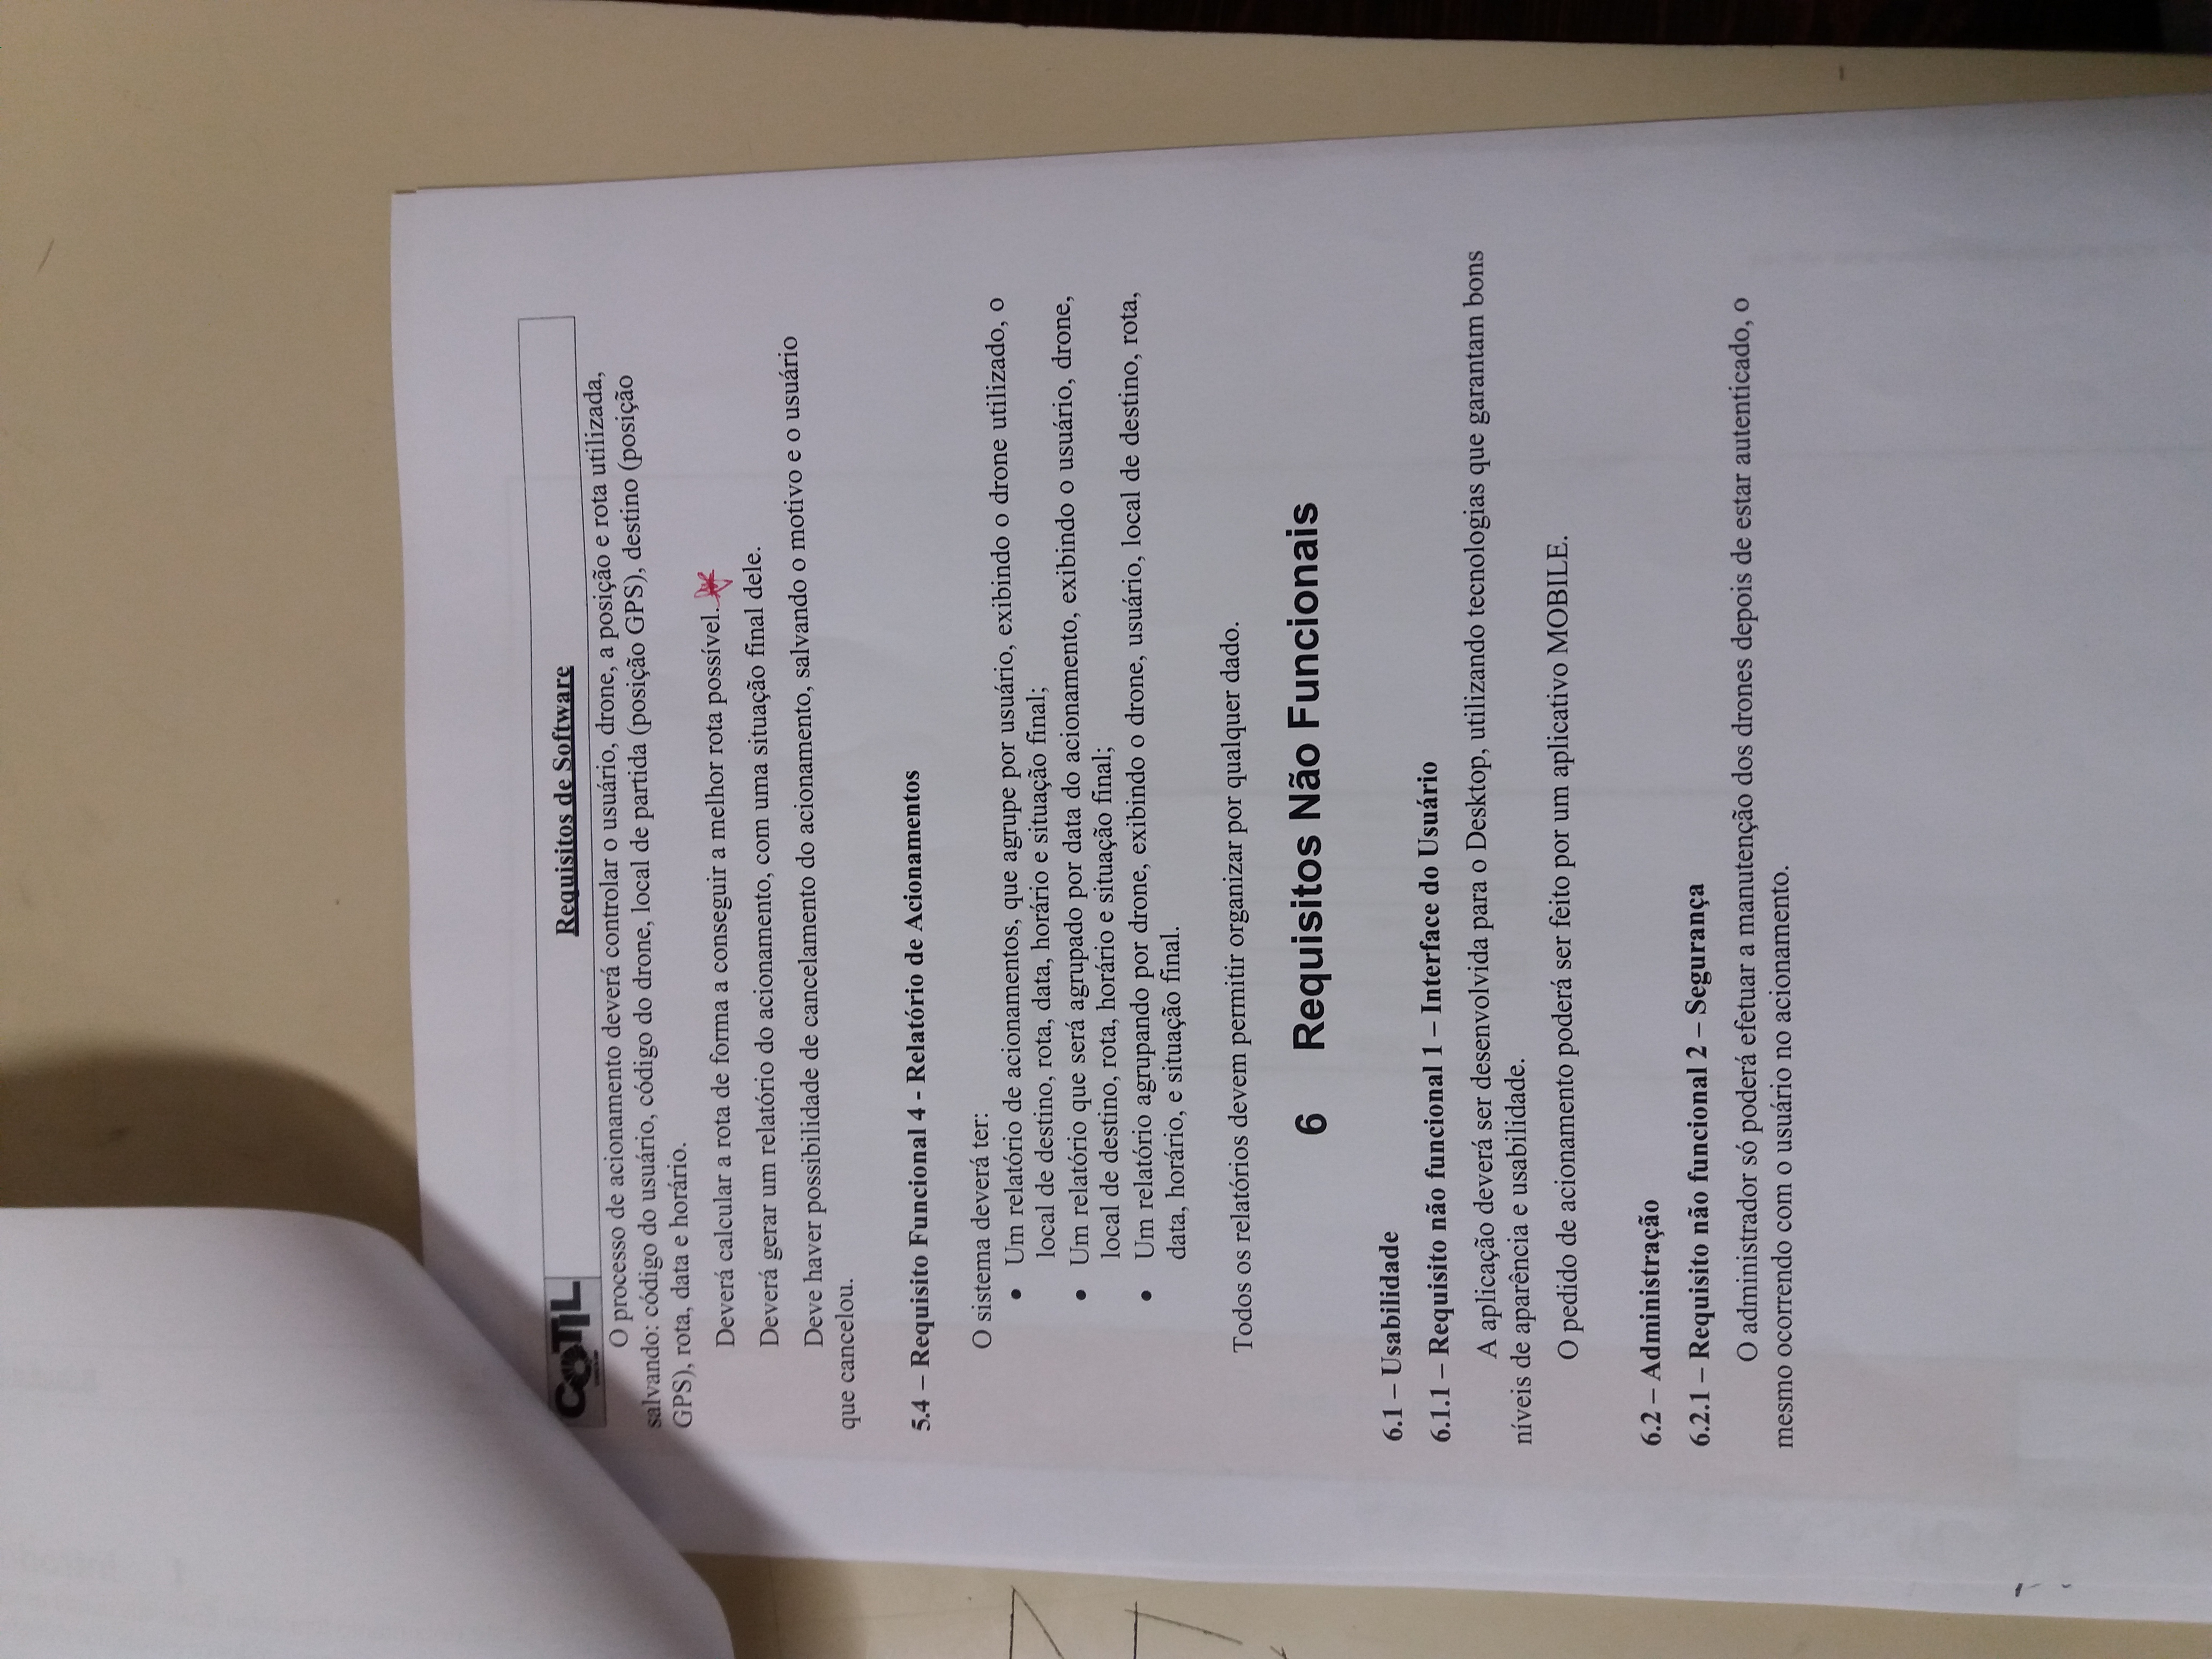 COTIL
Requisitos de Software
O processo de acionamento deverá controlar o usuário, drone, a posição e rota utilizada,
salvando: código do usuário, código do drone, local de partida (posição GPS), destino (posição
GPS), rota, data e horário.
Deverá calcular a rota de forma a conseguir a melhor rota possível.
Deverá gerar um relatório do acionamento, com uma situação final dele.
Deve haver possibilidade de cancelamento do acionamento, salvando o motivo e o usuário
que cancelou.
5.4 – Requisito Funcional 4 - Relatório de Acionamentos
O sistema deverá ter:
• Um relatório de acionamentos, que agrupe por usuário, exibindo o drone utilizado, o
local de destino, rota, data, horário e situação final;
• Um relatório que será agrupado por data do acionamento, exibindo o usuário, drone,
local de destino, rota, horário e situação final;
• Um relatório agrupando por drone, exibindo o drone, usuário, local de destino, rota,
data, horário, e situação final.
Todos os relatórios devem permitir organizar por qualquer dado.
6 Requisitos Não Funcionais
6.1 – Usabilidade
6.1.1 – Requisito não funcional 1 – Interface do Usuário
A aplicação deverá ser desenvolvida para o Desktop, utilizando tecnologias que garantam bons
níveis de aparência e usabilidade.
O pedido de acionamento poderá ser feito por um aplicativo MOBILE.
6.2 – Administração
6.2.1 – Requisito não funcional 2 – Segurança
O administrador só poderá efetuar a manutenção dos drones depois de estar autenticado, o
mesmo ocorrendo com o usuário no acionamento.